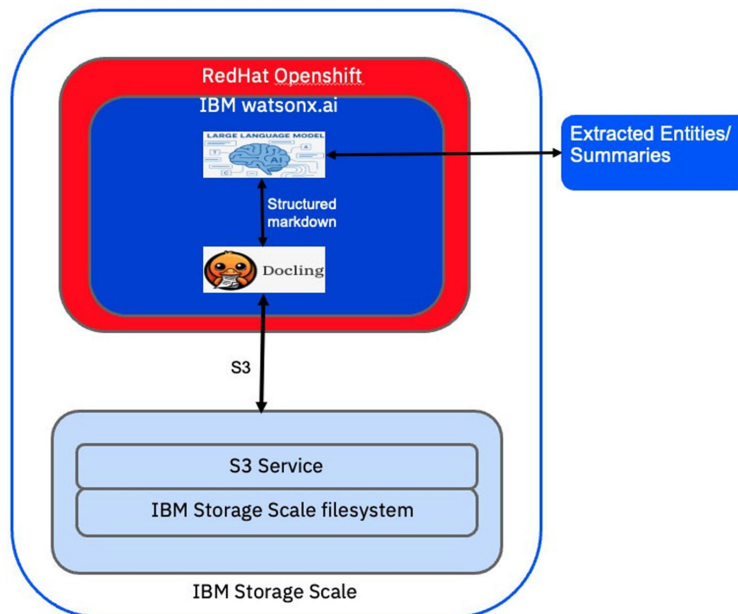 RedHat Openshift
IBM watsonx.ai
LARGE LANGUAGE MODEL
AI
T
A
C
Extracted Entities/
Summaries
Structured
markdown
Docling
S3
S3 Service
IBM Storage Scale filesystem
IBM Storage Scale